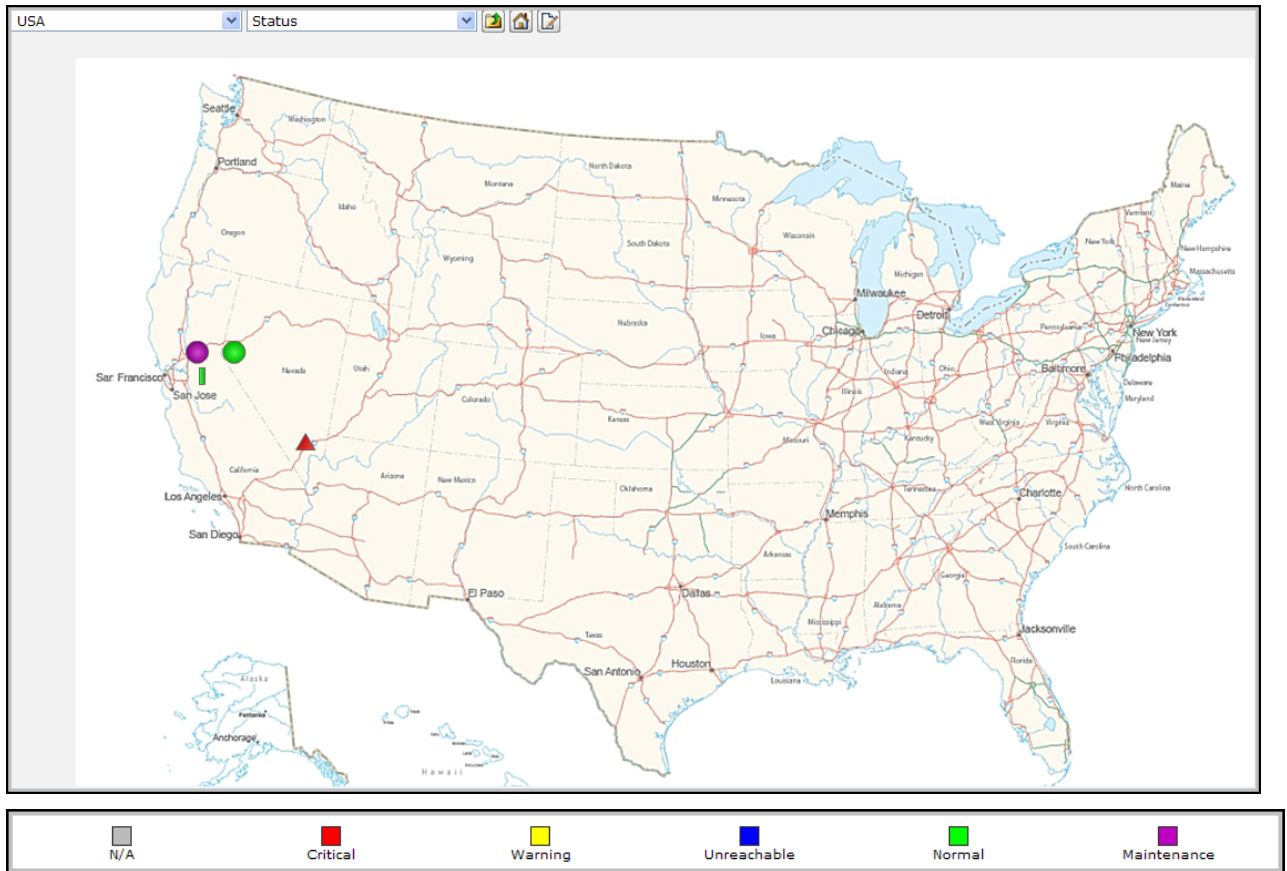 USA
Status
Seattle
Washington
Portland
North Dakota
Montana
Minnesota
Maine
Idaho
Vermont
Oregon
Wisconsin
South Dakota
New York
New Hampshire
Wyoming
Michigan
Massachusetts
Milwaukee
Detroit
Nebraska
Chicago
Iowa
Pennsylvania
New York
New Jersey
Philadelphia
Nevada
Utah
Indiana
Ohio
Baltimore
San Francisco
Delaware
San Jose
Colorado
Illinois
Maryland
Kansas
West Virginia
Virginia
Missouri
Kentucky
California
Arizona
New Mexico
Oklahoma
Tennessee
North Carolina
Los Angeles
Charlotte
Memphis
San Diego
South Carolina
Arkansas
Georgia
El Paso
Dallas
Alabama
Mississippi
Jacksonville
Texas
San Antonio
Houston
Florida
Louisiana
Alaska
Anchorage
Hawaii
N/A
Critical
Warning
Unreachable
Normal
Maintenance